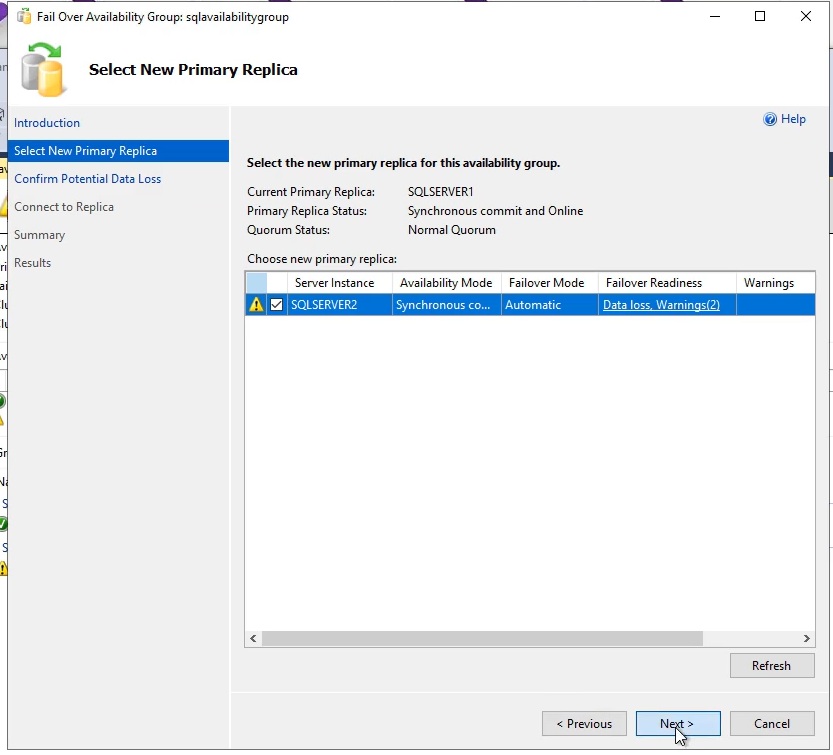 Fail Over Availability Group: sqlavailabilitygroup
Select New Primary Replica
Introduction
Select New Primary Replica
Confirm Potential Data Loss
Connect to Replica
Summary
Results
Help
Select the new primary replica for this availability group.
Current Primary Replica: SQLSERVER1
Primary Replica Status: Synchronous commit and Online
Quorum Status: Normal Quorum
Choose new primary replica:
Server Instance Availability Mode Failover Mode Failover Readiness Warnings
SQLSERVER2 Synchronous co... Automatic Data loss, Warnings(2)
Refresh
< Previous Next > Cancel